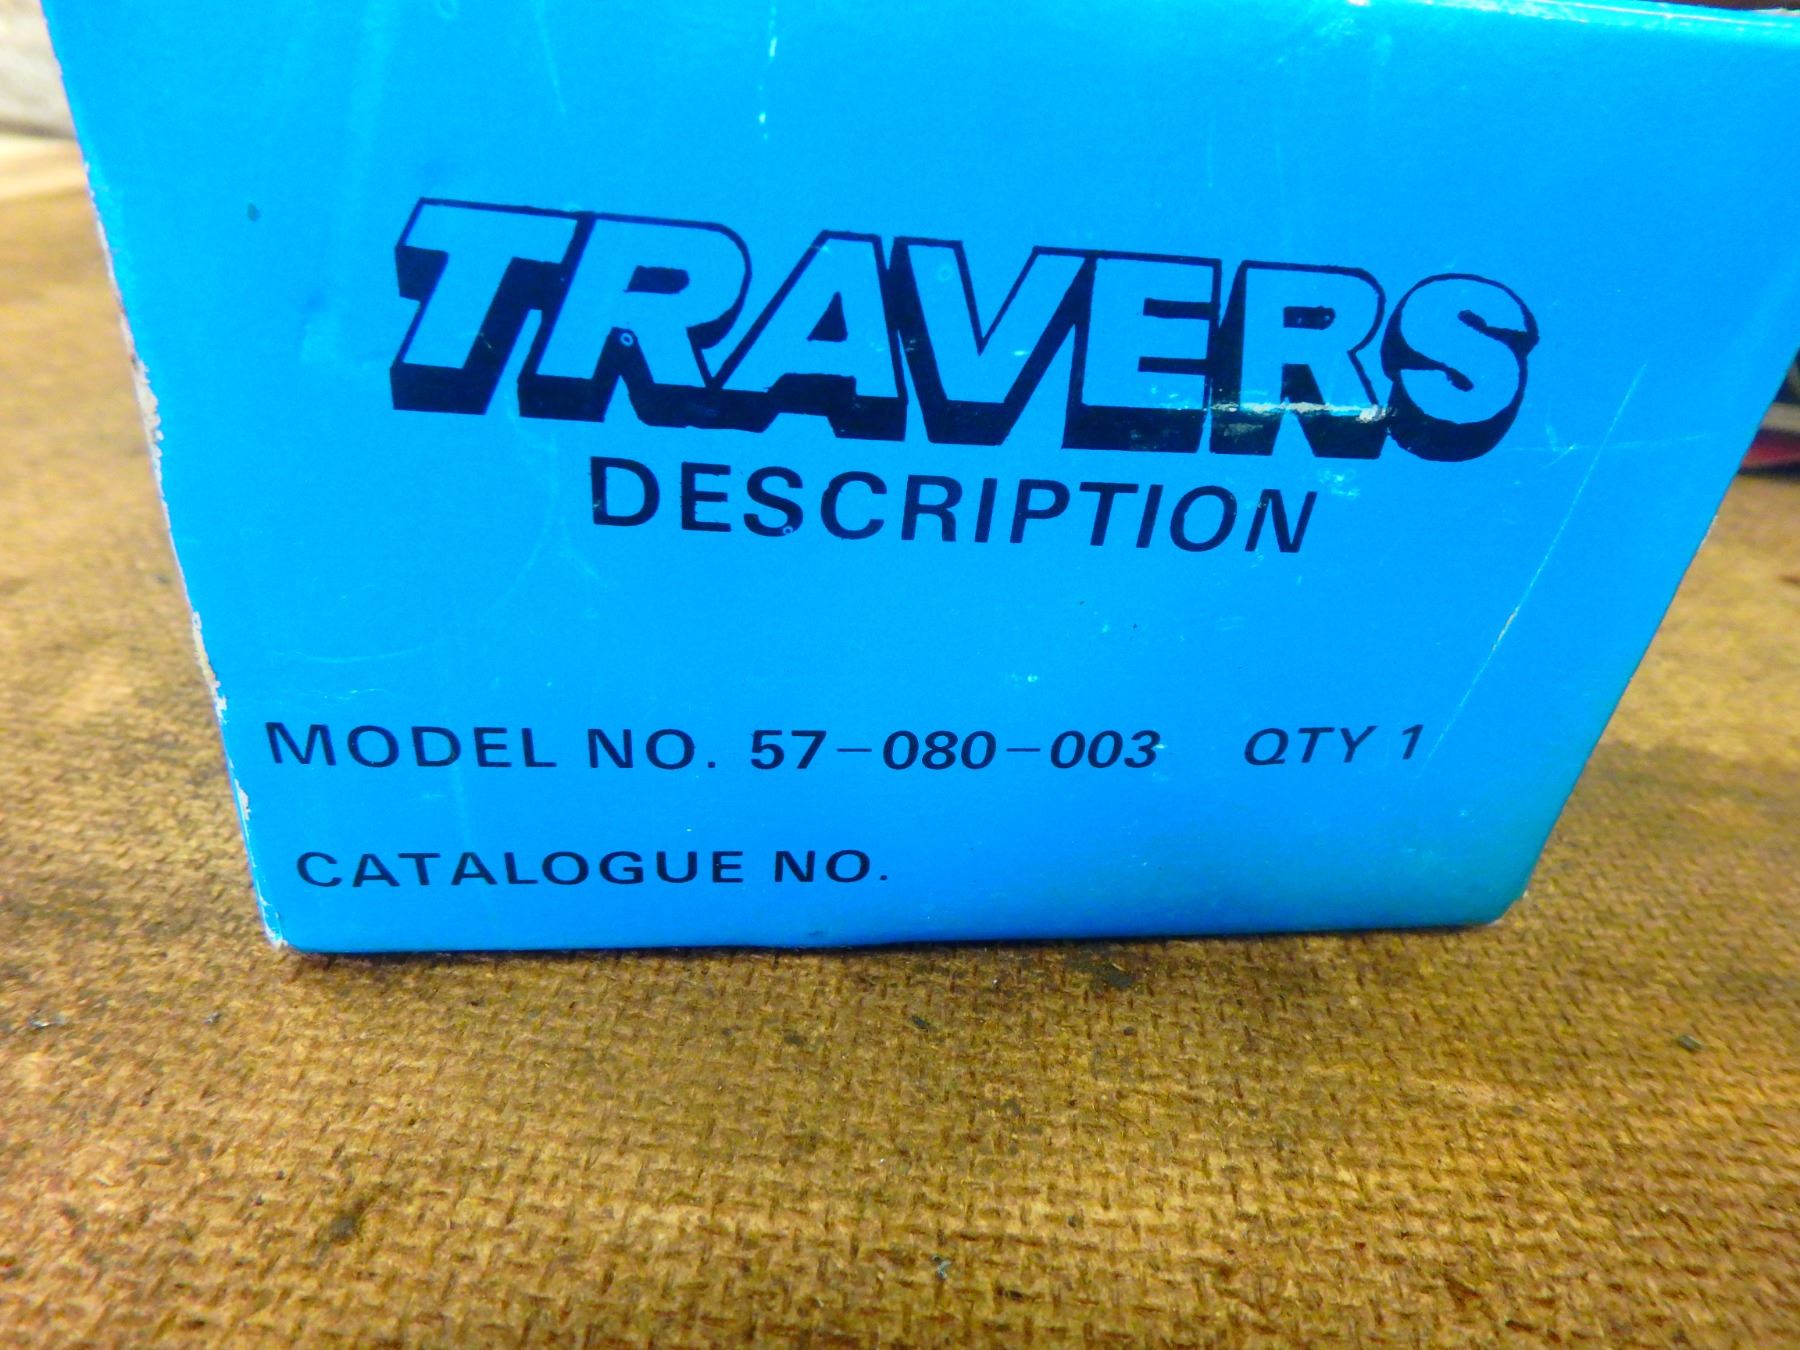 TRAVERS
DESCRIPTION
MODEL NO. 57-080-003 QTY 1
CATALOGUE NO.